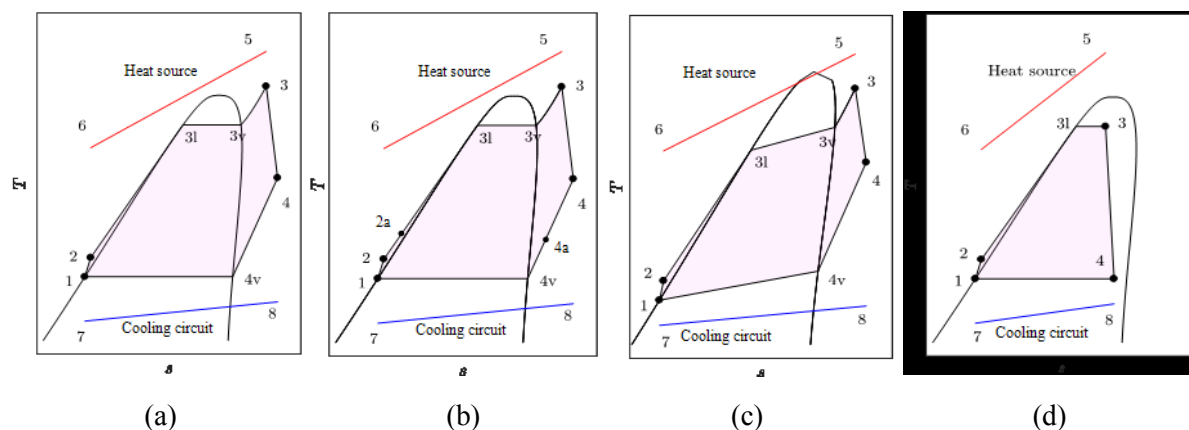 5
Heat source
3
6
3l
3v
T
4
2
1
4v
8
Cooling circuit
7
s
(a)
5
Heat source
3
6
3l
3v
T
2a
4
2
4a
1
4v
8
Cooling circuit
7
s
(b)
5
Heat source
3
6
3v
3l
T
4
2
4v
1
8
Cooling circuit
7
s
(c)
5
Heat source
3l
3
6
T
2
4
1
8
Cooling circuit
7
s
(d)